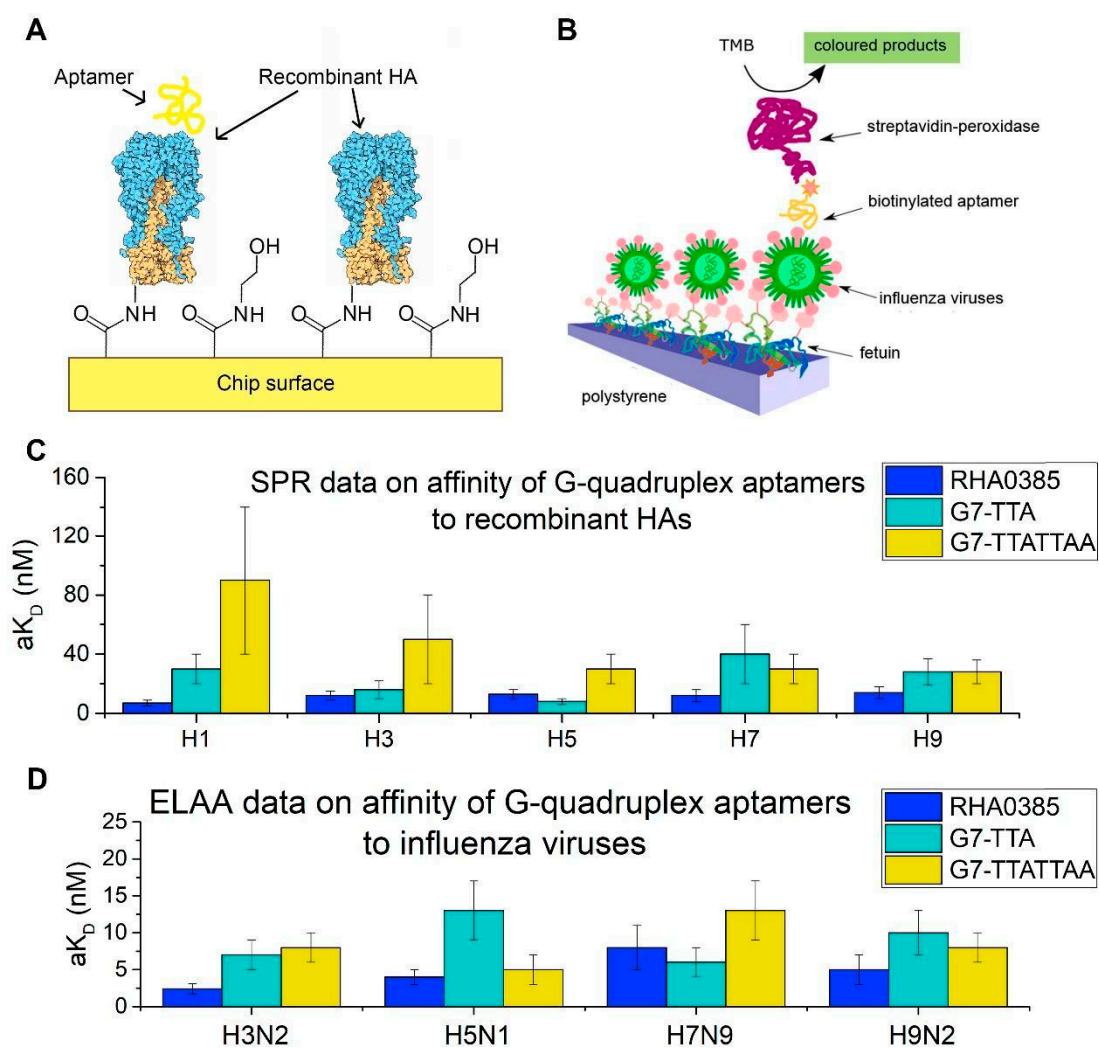 A
Aptamer
Recombinant HA
OH
OH
O
NH
O
NH
O
NH
O
NH
Chip surface
B
TMB
coloured products
streptavidin-peroxidase
biotinylated aptamer
influenza viruses
fetuin
polystyrene
C
SPR data on affinity of G-quadruplex aptamers
to recombinant HAs
RHA0385
G7-TTA
G7-TTATTAA
aK_D (nM)
160
120
80
40
0
H1 H3 H5 H7 H9
D
ELAA data on affinity of G-quadruplex aptamers
to influenza viruses
RHA0385
G7-TTA
G7-TTATTAA
aK_D (nM)
25
20
15
10
5
0
H3N2 H5N1 H7N9 H9N2